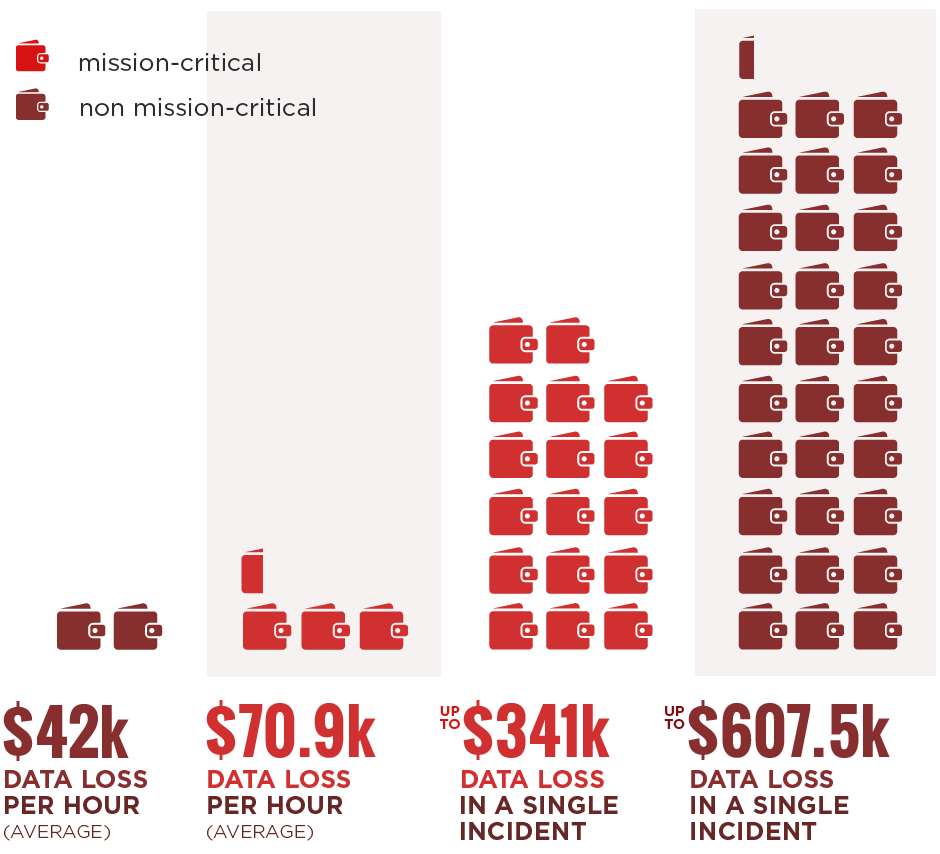 mission-critical
non mission-critical
$42k
DATA LOSS
PER HOUR
(AVERAGE)
$70.9k
DATA LOSS
PER HOUR
(AVERAGE)
UP
TO
$341k
DATA LOSS
IN A SINGLE
INCIDENT
UP
TO
$607.5k
DATA LOSS
IN A SINGLE
INCIDENT